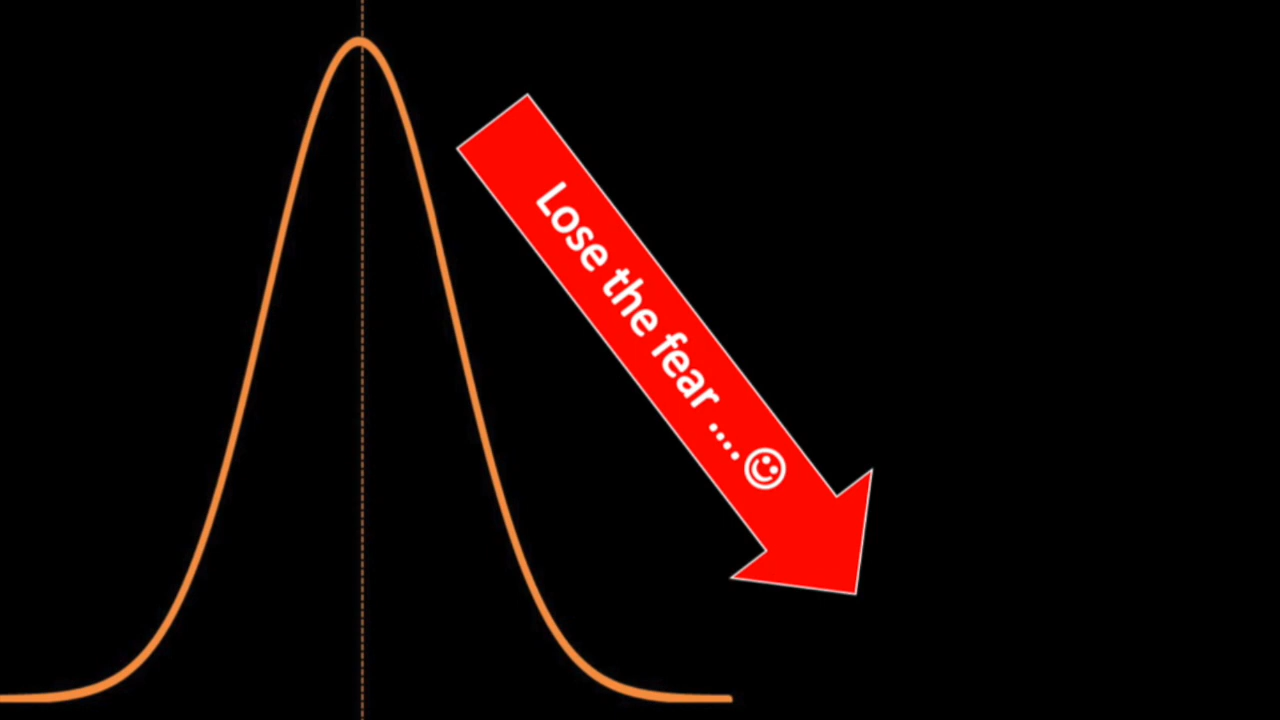 Lose the fear ....☺